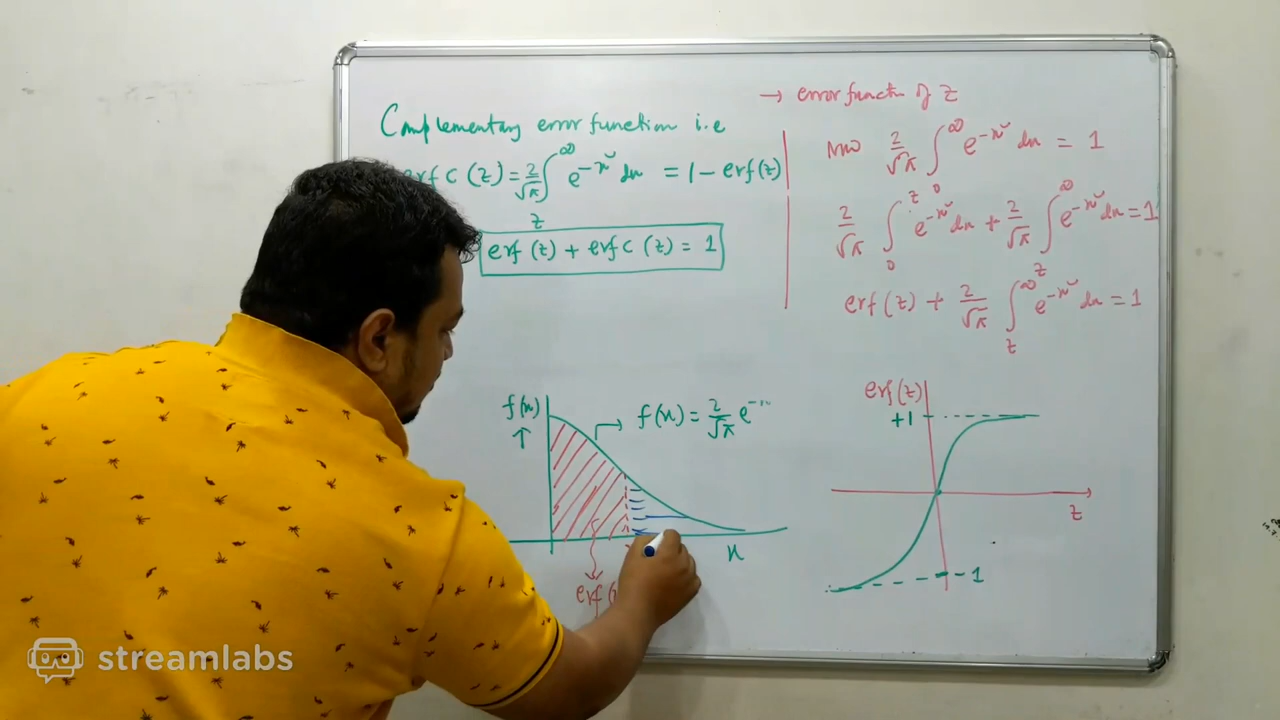 → error functn of z
Complementary error function i.e
erfc(z) = 2/√π ∫_z^∞ e^{-x²} dx = 1 - erf(z)
erf(z) + erfc(z) = 1
Now 2/√π ∫_0^∞ e^{-x²} dx = 1
2/√π ∫_0^z e^{-x²} dx + 2/√π ∫_z^∞ e^{-x²} dx = 1
erf(z) + 2/√π ∫_z^∞ e^{-x²} dx = 1
f(x)
↑
f(x) = 2/√π e^{-x
x
erf(
erf(z)
+1
z
-1
streamlabs